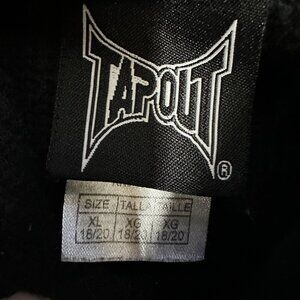 TAPOUT
®
SIZE TALLA TAILLE
XL XG XG
18/20 18/20 18/20